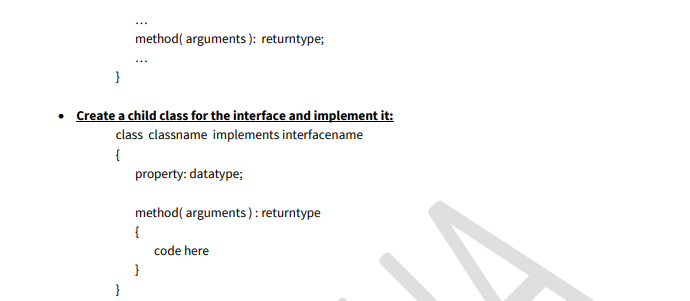 …
method( arguments ): returntype;
…
}
• Create a child class for the interface and implement it:
class classname implements interfacename
{
property: datatype;
method( arguments ) : returntype
{
code here
}
}